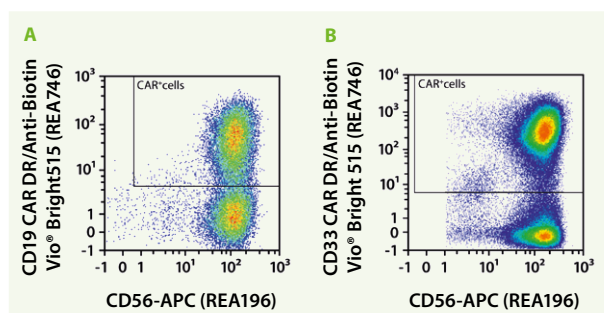 A
CD19 CAR DR/Anti-Biotin
Vio® Bright515 (REA746)
10³
10²
10¹
1
0
-1
CAR⁺cells
-1 0 1 10¹ 10² 10³
CD56-APC (REA196)
B
CD33 CAR DR/Anti-Biotin
Vio® Bright 515 (REA746)
10⁴
10³
10²
10¹
1
0
-1
CAR⁺cells
-1 0 1 10¹ 10² 10³
CD56-APC (REA196)